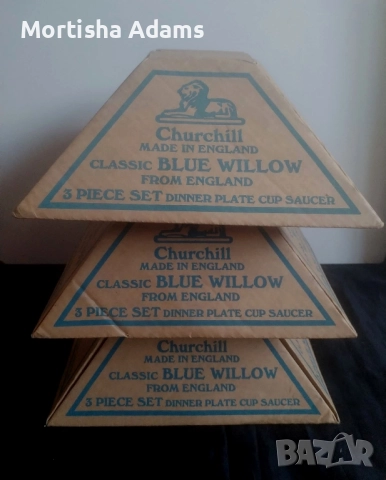 Mortisha Adams
Churchill
MADE IN ENGLAND
CLASSIC BLUE WILLOW
FROM ENGLAND
3 PIECE SET DINNER PLATE CUP SAUCER
Churchill
MADE IN ENGLAND
CLASSIC BLUE WILLOW
FROM ENGLAND
3 PIECE SET DINNER PLATE CUP SAUCER
Churchill
MADE IN ENGLAND
CLASSIC BLUE WILLOW
FROM ENGLAND
3 PIECE SET DINNER PLATE CUP SAUCER
BAZAR